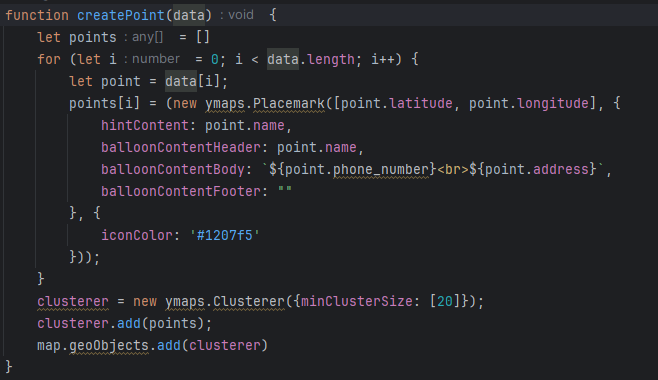 function createPoint(data) : void {
    let points : any[] = []
    for (let i : number = 0; i < data.length; i++) {
        let point = data[i];
        points[i] = (new ymaps.Placemark([point.latitude, point.longitude], {
            hintContent: point.name,
            balloonContentHeader: point.name,
            balloonContentBody: `${point.phone_number}<br>${point.address}`,
            balloonContentFooter: ""
        }, {
            iconColor: '#1207f5'
        }));
    }
    clusterer = new ymaps.Clusterer({minClusterSize: [20]});
    clusterer.add(points);
    map.geoObjects.add(clusterer)
}